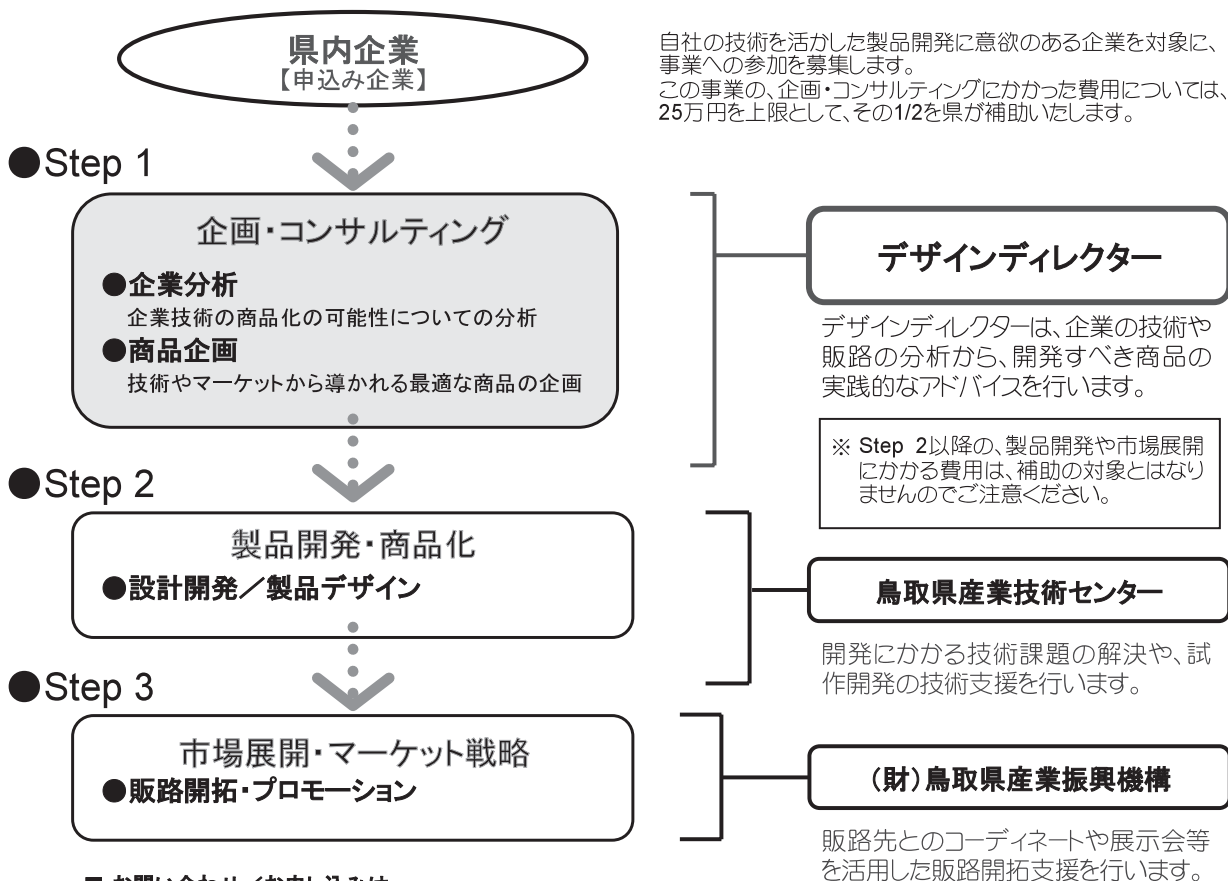 県内企業
【申込み企業】
自社の技術を活かした製品開発に意欲のある企業を対象に、
事業への参加を募集します。
この事業の、企画・コンサルティングにかかった費用については、
25万円を上限として、その1/2を県が補助いたします。
●Step 1
企画・コンサルティング
●企業分析
企業技術の商品化の可能性についての分析
●商品企画
技術やマーケットから導かれる最適な商品の企画
デザインディレクター
デザインディレクターは、企業の技術や
販路の分析から、開発すべき商品の
実践的なアドバイスを行います。
※ Step 2以降の、製品開発や市場展開
にかかる費用は、補助の対象とはなり
ませんのでご注意ください。
●Step 2
製品開発・商品化
●設計開発／製品デザイン
鳥取県産業技術センター
開発にかかる技術課題の解決や、試
作開発の技術支援を行います。
●Step 3
市場展開・マーケット戦略
●販路開拓・プロモーション
（財）鳥取県産業振興機構
販路先とのコーディネートや展示会等
を活用した販路開拓支援を行います。